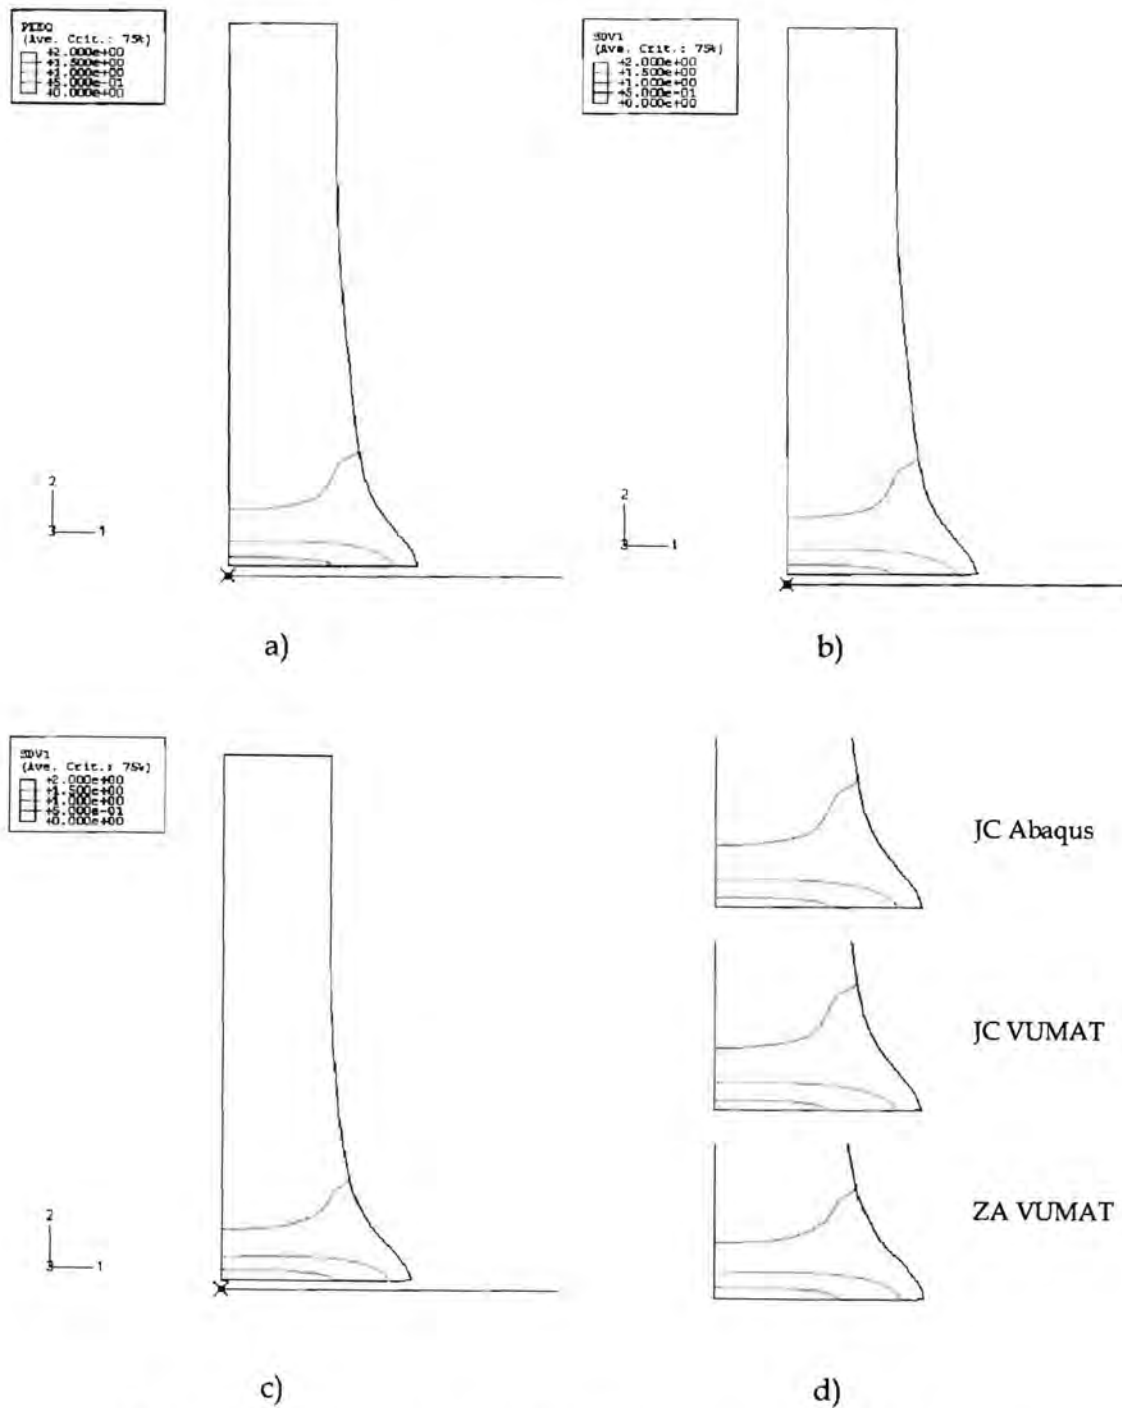 PEEQ
(Ave. Crit.: 75%)
+2.000e+00
+1.500e+00
+1.000e+00
+5.000e-01
+0.000e+00
2
3 1
a)
SDV1
(Ave. Crit.: 75%)
+2.000e+00
+1.500e+00
+1.000e+00
+5.000e-01
+0.000e+00
2
3 1
b)
SDV1
(Ave. Crit.: 75%)
+2.000e+00
+1.500e+00
+1.000e+00
+5.000e-01
+0.000e+00
2
3 1
c)
JC Abaqus
JC VUMAT
ZA VUMAT
d)